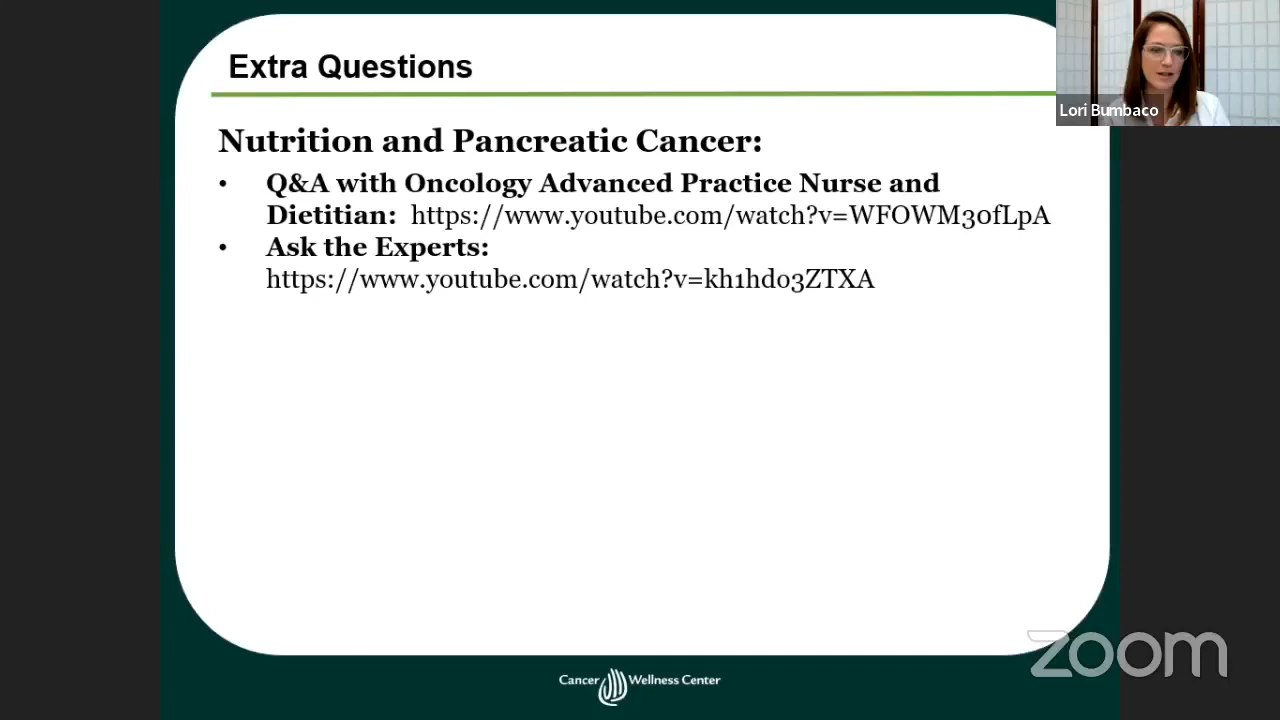 Extra Questions
Lori Bumbaco
Nutrition and Pancreatic Cancer:
• Q&A with Oncology Advanced Practice Nurse and
Dietitian: https://www.youtube.com/watch?v=WFOWM30fLpA
• Ask the Experts:
https://www.youtube.com/watch?v=kh1hdo3ZTXA
zoom
Cancer Wellness Center